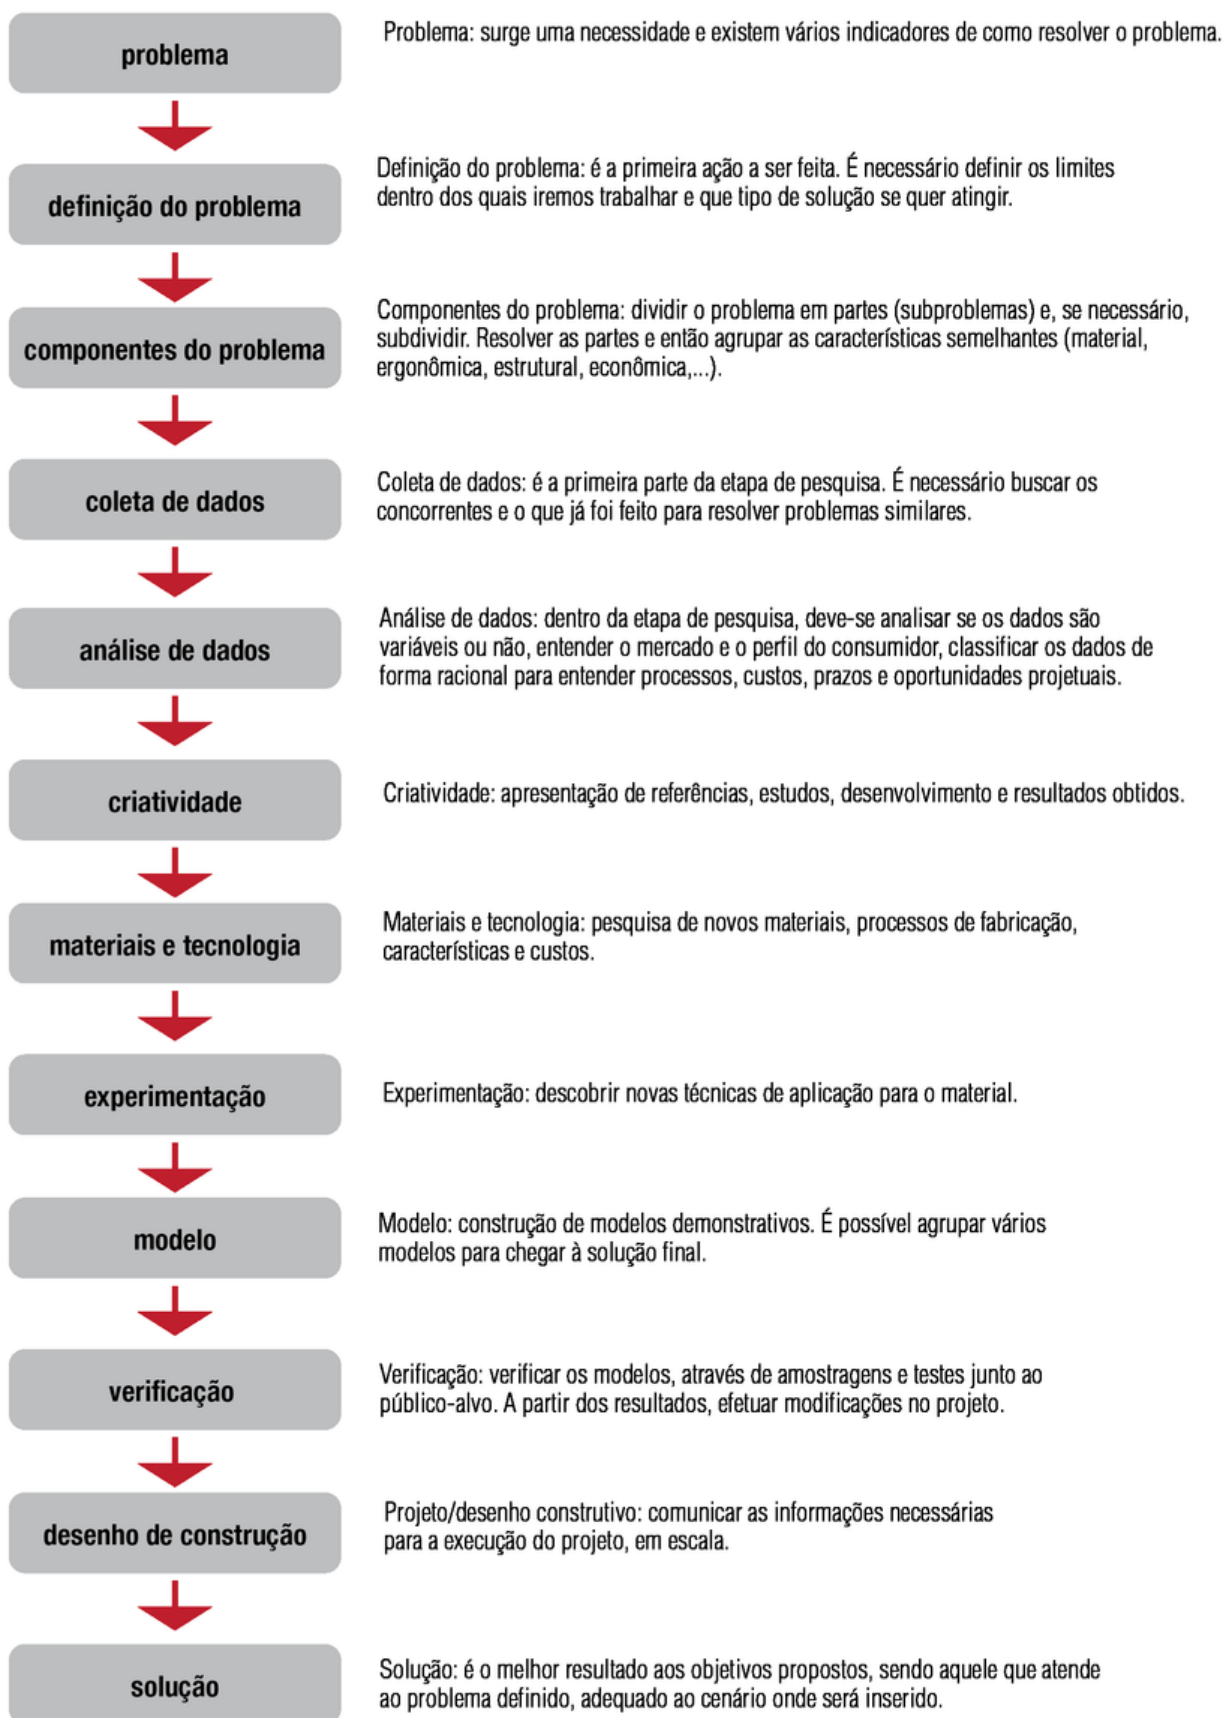 problema
Problema: surge uma necessidade e existem vários indicadores de como resolver o problema.
definição do problema
Definição do problema: é a primeira ação a ser feita. É necessário definir os limites
dentro dos quais iremos trabalhar e que tipo de solução se quer atingir.
componentes do problema
Componentes do problema: dividir o problema em partes (subproblemas) e, se necessário,
subdividir. Resolver as partes e então agrupar as características semelhantes (material,
ergonômica, estrutural, econômica,...).
coleta de dados
Coleta de dados: é a primeira parte da etapa de pesquisa. É necessário buscar os
concorrentes e o que já foi feito para resolver problemas similares.
análise de dados
Análise de dados: dentro da etapa de pesquisa, deve-se analisar se os dados são
variáveis ou não, entender o mercado e o perfil do consumidor, classificar os dados de
forma racional para entender processos, custos, prazos e oportunidades projetuais.
criatividade
Criatividade: apresentação de referências, estudos, desenvolvimento e resultados obtidos.
materiais e tecnologia
Materiais e tecnologia: pesquisa de novos materiais, processos de fabricação,
características e custos.
experimentação
Experimentação: descobrir novas técnicas de aplicação para o material.
modelo
Modelo: construção de modelos demonstrativos. É possível agrupar vários
modelos para chegar à solução final.
verificação
Verificação: verificar os modelos, através de amostragens e testes junto ao
público-alvo. A partir dos resultados, efetuar modificações no projeto.
desenho de construção
Projeto/desenho construtivo: comunicar as informações necessárias
para a execução do projeto, em escala.
solução
Solução: é o melhor resultado aos objetivos propostos, sendo aquele que atende
ao problema definido, adequado ao cenário onde será inserido.